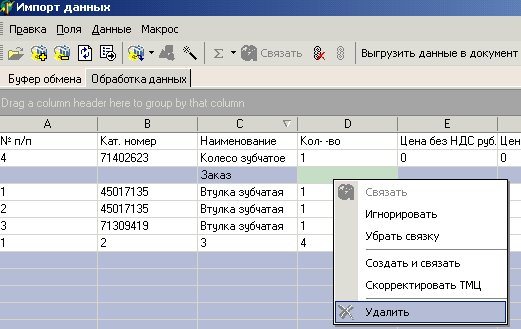 Импорт данных
Правка Поля Данные Макрос
Σ Связать Выгрузить данные в документ
Буфер обмена Обработка данных
Drag a column header here to group by that column
A B C D E
№ п/п Кат. номер Наименование Кол- -во Цена без НДС руб. Цен
4 71402623 Колесо зубчатое 1 0 0
Заказ
1 45017135 Втулка зубчатая 1
2 45017135 Втулка зубчатая 1
3 71309419 Втулка зубчатая 1
1 2 3 4
Связать
Игнорировать
Убрать связку
Создать и связать
Скорректировать ТМЦ
Удалить